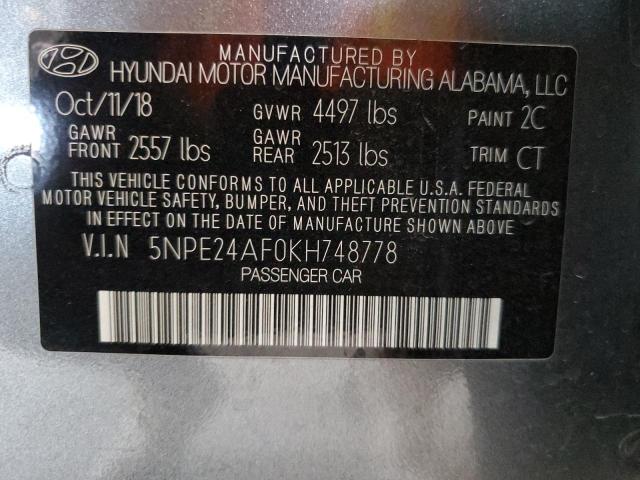 MANUFACTURED BY
HYUNDAI MOTOR MANUFACTURING ALABAMA, LLC
Oct/11/18 GVWR 4497 lbs PAINT 2C
GAWR FRONT 2557 lbs GAWR REAR 2513 lbs TRIM CT
THIS VEHICLE CONFORMS TO ALL APPLICABLE U.S.A. FEDERAL
MOTOR VEHICLE SAFETY, BUMPER, AND THEFT PREVENTION STANDARDS
IN EFFECT ON THE DATE OF MANUFACTURE SHOWN ABOVE
V.I.N 5NPE24AF0KH748778
PASSENGER CAR